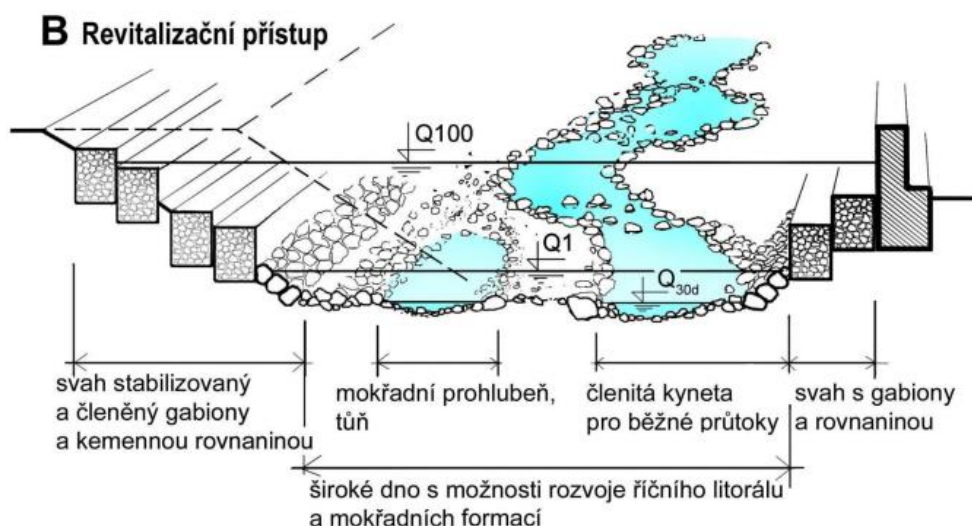 B Revitalizační přístup
Q100
Q1
Q30d
svah stabilizovaný
a členěný gabiony
a kemennou rovnaninou
mokřadní prohlubeň,
tůň
členitá kyneta
pro běžné průtoky
svah s gabiony
a rovnaninou
široké dno s možnosti rozvoje říčního litorálu
a mokřadních formací